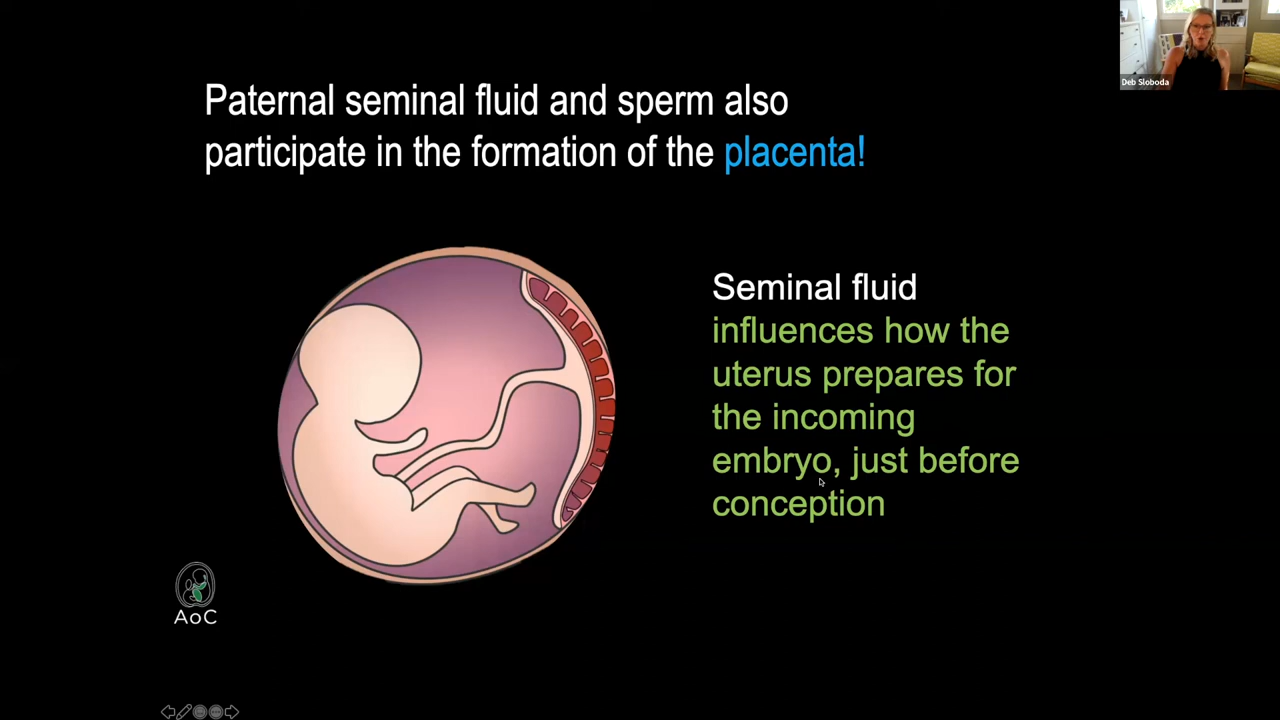 Deb Sloboda
Paternal seminal fluid and sperm also
participate in the formation of the placenta!
Seminal fluid
influences how the
uterus prepares for
the incoming
embryo, just before
conception
AoC